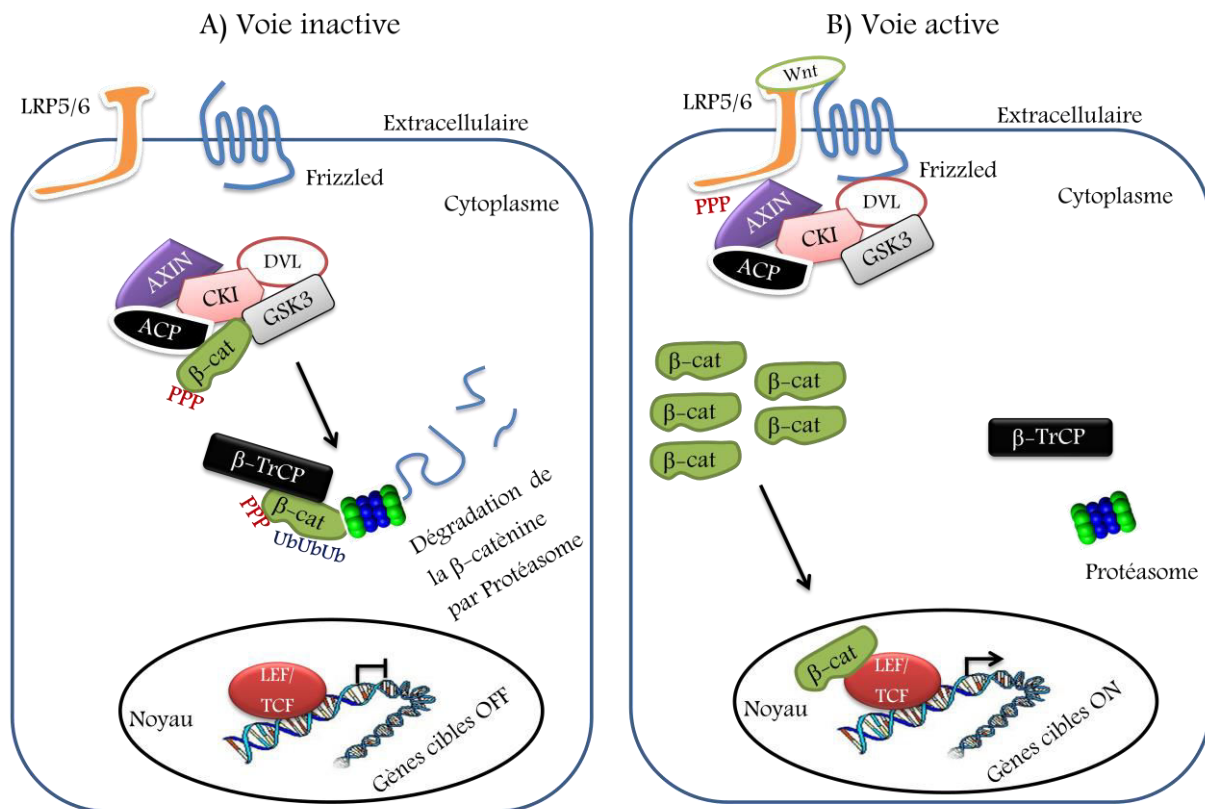 A) Voie inactive
LRP5/6
Extracellulaire
Frizzled
Cytoplasme
AXIN
DVL
CKI
GSK3
ACP
β-cat
PPP
β-TrCP
β-cat
PPP
UbUbUb
Dégradation de
la β-catènine
par Protéasome
LEF/
TCF
Noyau
Gènes cibles OFF
B) Voie active
Wnt
LRP5/6
Extracellulaire
Frizzled
PPP
Cytoplasme
AXIN
DVL
CKI
GSK3
ACP
β-cat
β-cat
β-cat
β-cat
β-cat
β-TrCP
Protéasome
β-cat
LEF/
TCF
Noyau
Gènes cibles ON